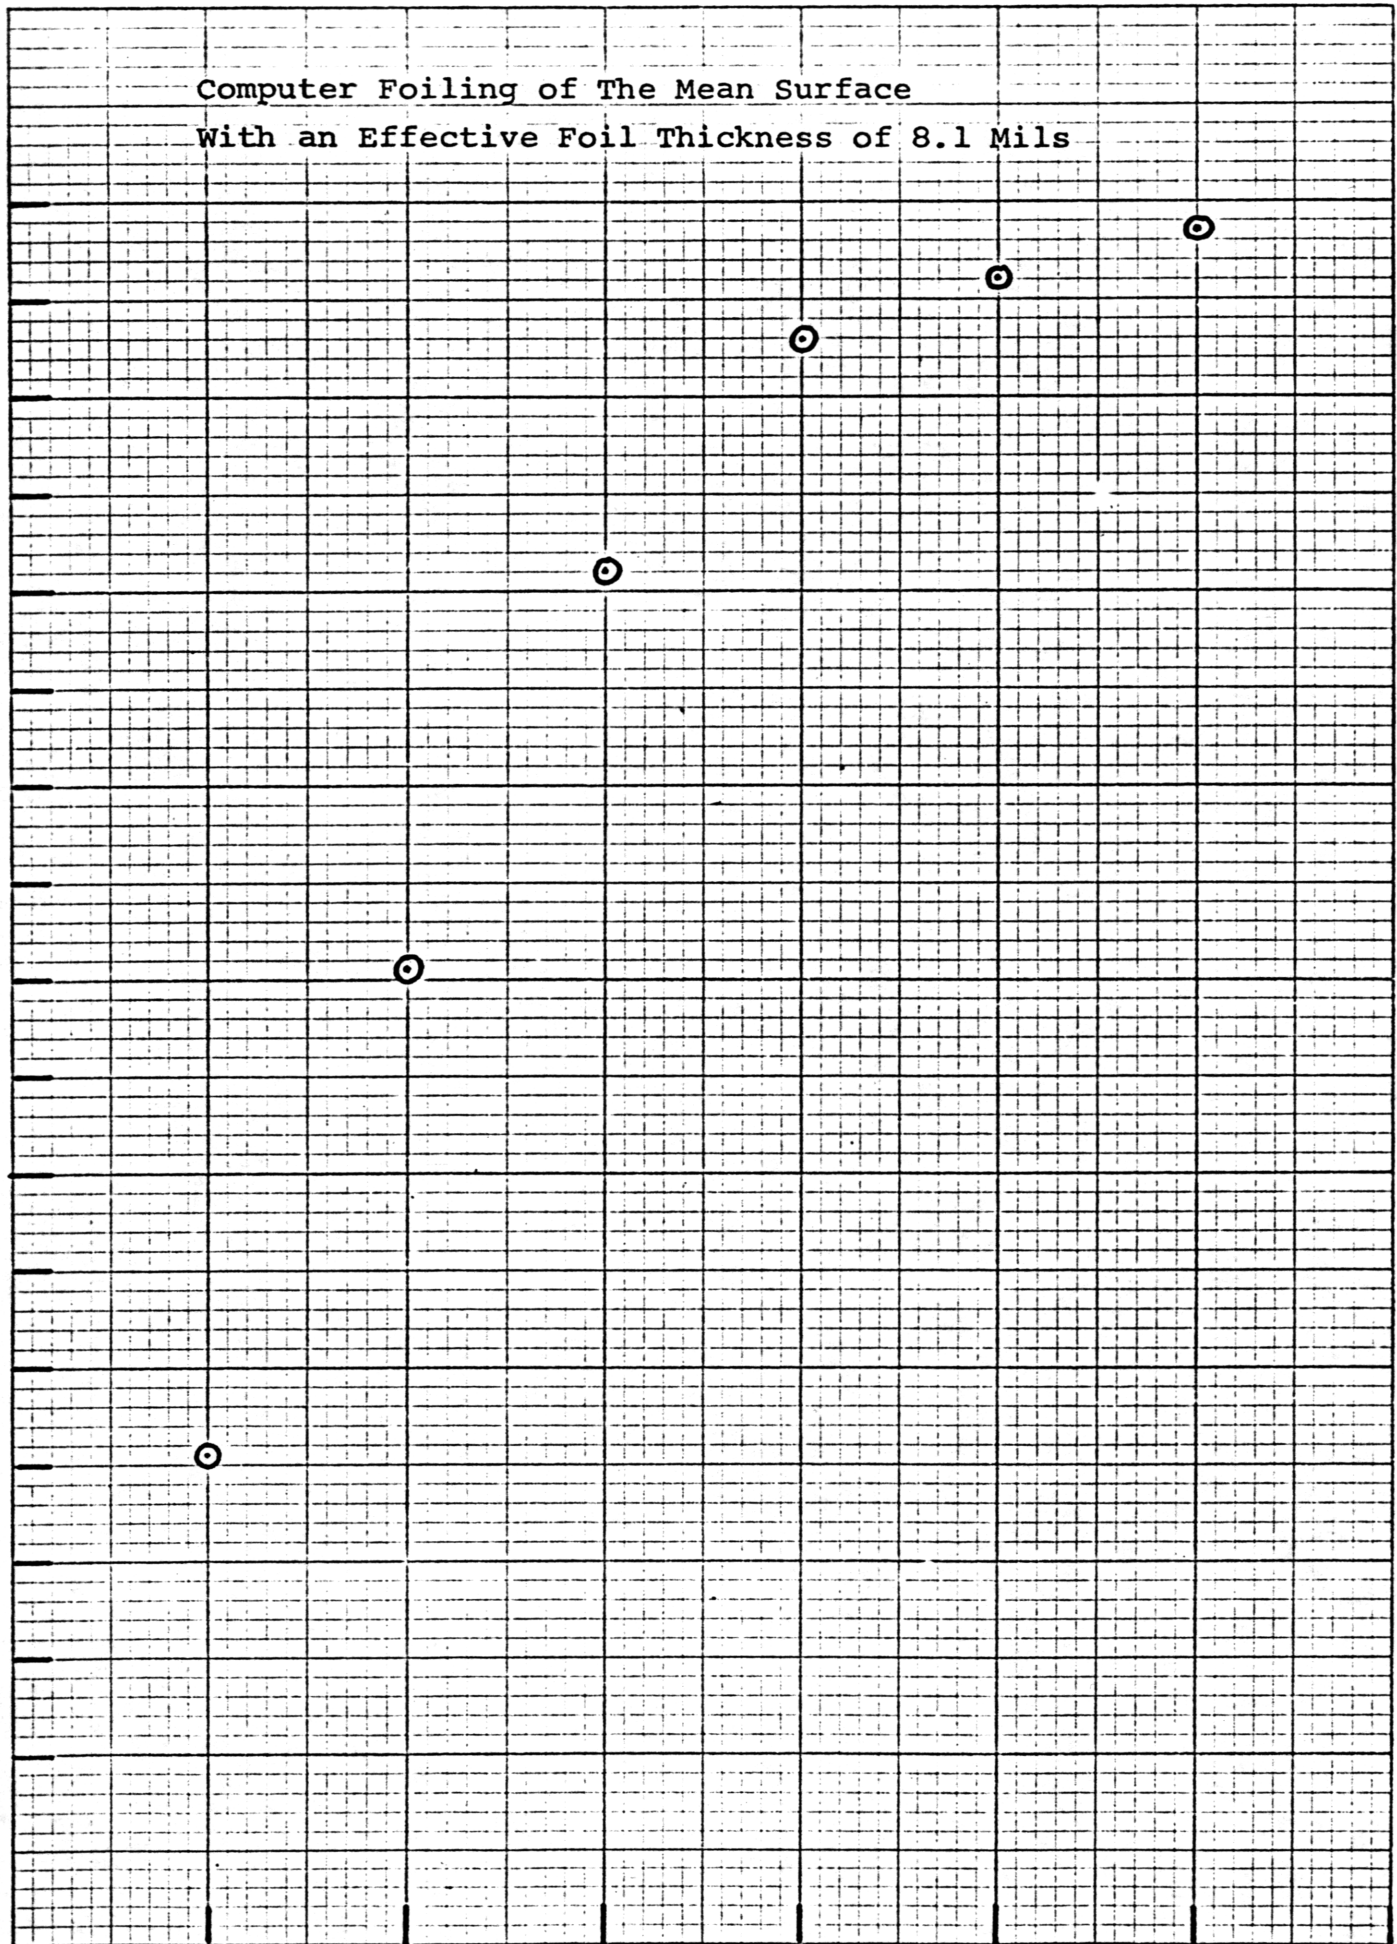 Computer Foiling of The Mean Surface
With an Effective Foil Thickness of 8.1 Mils